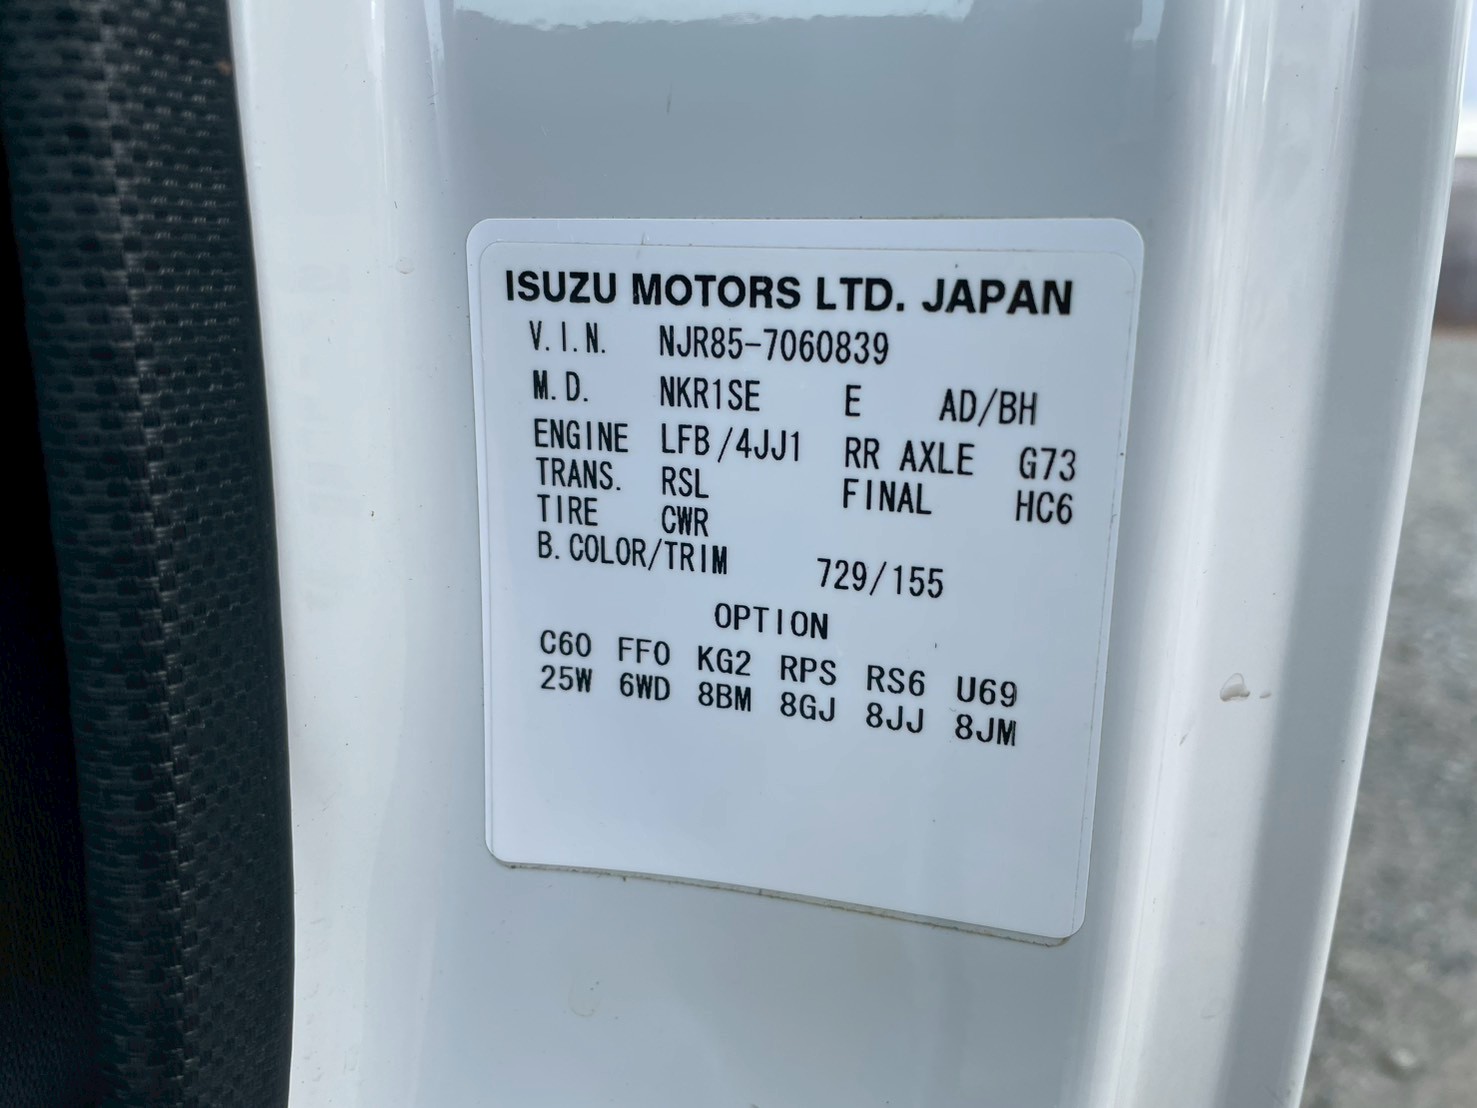 ISUZU MOTORS LTD. JAPAN
V.I.N. NJR85-7060839
M.D. NKR1SE E AD/BH
ENGINE LFB/4JJ1 RR AXLE G73
TRANS. RSL FINAL HC6
TIRE CWR
B.COLOR/TRIM 729/155
OPTION
C60 FF0 KG2 RPS RS6 U69
25W 6WD 8BM 8GJ 8JJ 8JM